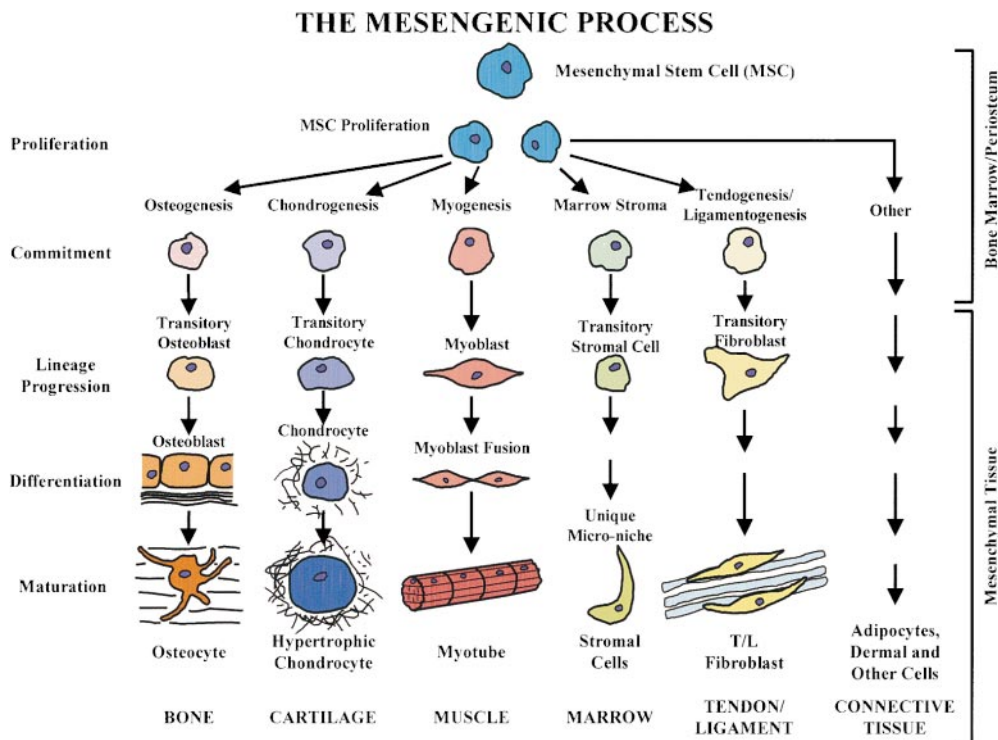 THE MESENGENIC PROCESS
Mesenchymal Stem Cell (MSC)
MSC Proliferation
Proliferation
Osteogenesis
Chondrogenesis
Myogenesis
Marrow Stroma
Tendogenesis/
Ligamentogenesis
Other
Bone Marrow/Periosteum
Commitment
Transitory
Osteoblast
Transitory
Chondrocyte
Myoblast
Transitory
Stromal Cell
Transitory
Fibroblast
Lineage
Progression
Osteoblast
Chondrocyte
Myoblast Fusion
Differentiation
Unique
Micro-niche
Mesenchymal Tissue
Maturation
Osteocyte
Hypertrophic
Chondrocyte
Myotube
Stromal
Cells
T/L
Fibroblast
Adipocytes,
Dermal and
Other Cells
BONE
CARTILAGE
MUSCLE
MARROW
TENDON/
LIGAMENT
CONNECTIVE
TISSUE